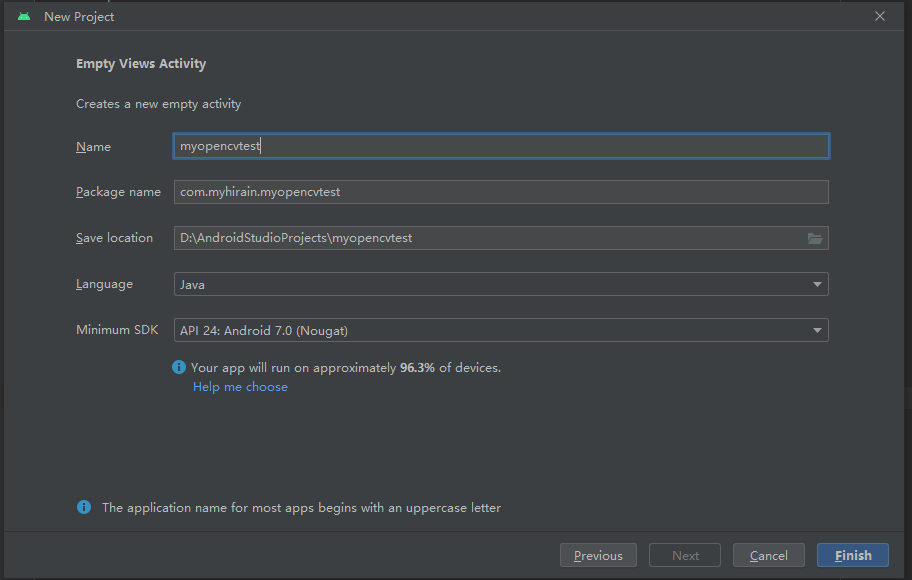 New Project
Empty Views Activity
Creates a new empty activity
Name myopencvtest
Package name com.myhirain.myopencvtest
Save location D:\AndroidStudioProjects\myopencvtest
Language Java
Minimum SDK API 24: Android 7.0 (Nougat)
Your app will run on approximately 96.3% of devices.
Help me choose
The application name for most apps begins with an uppercase letter
Previous Next Cancel Finish